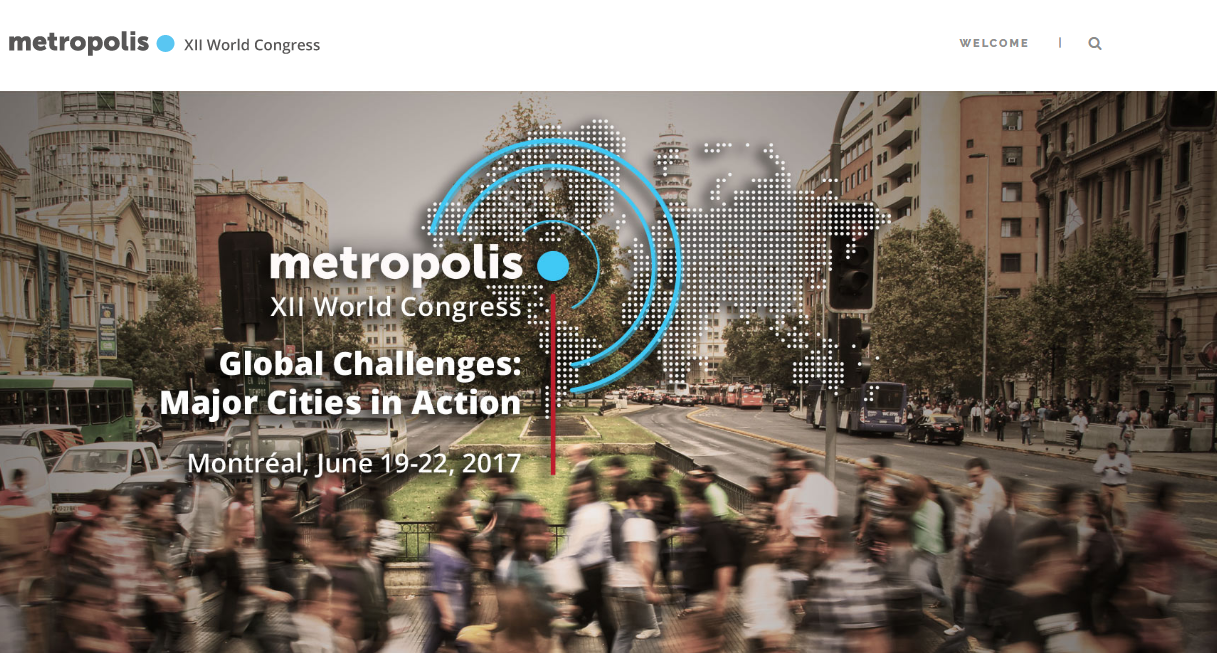 metropolis XII World Congress
WELCOME |
metropolis
XII World Congress
Global Challenges:
Major Cities in Action
Montréal, June 19-22, 2017